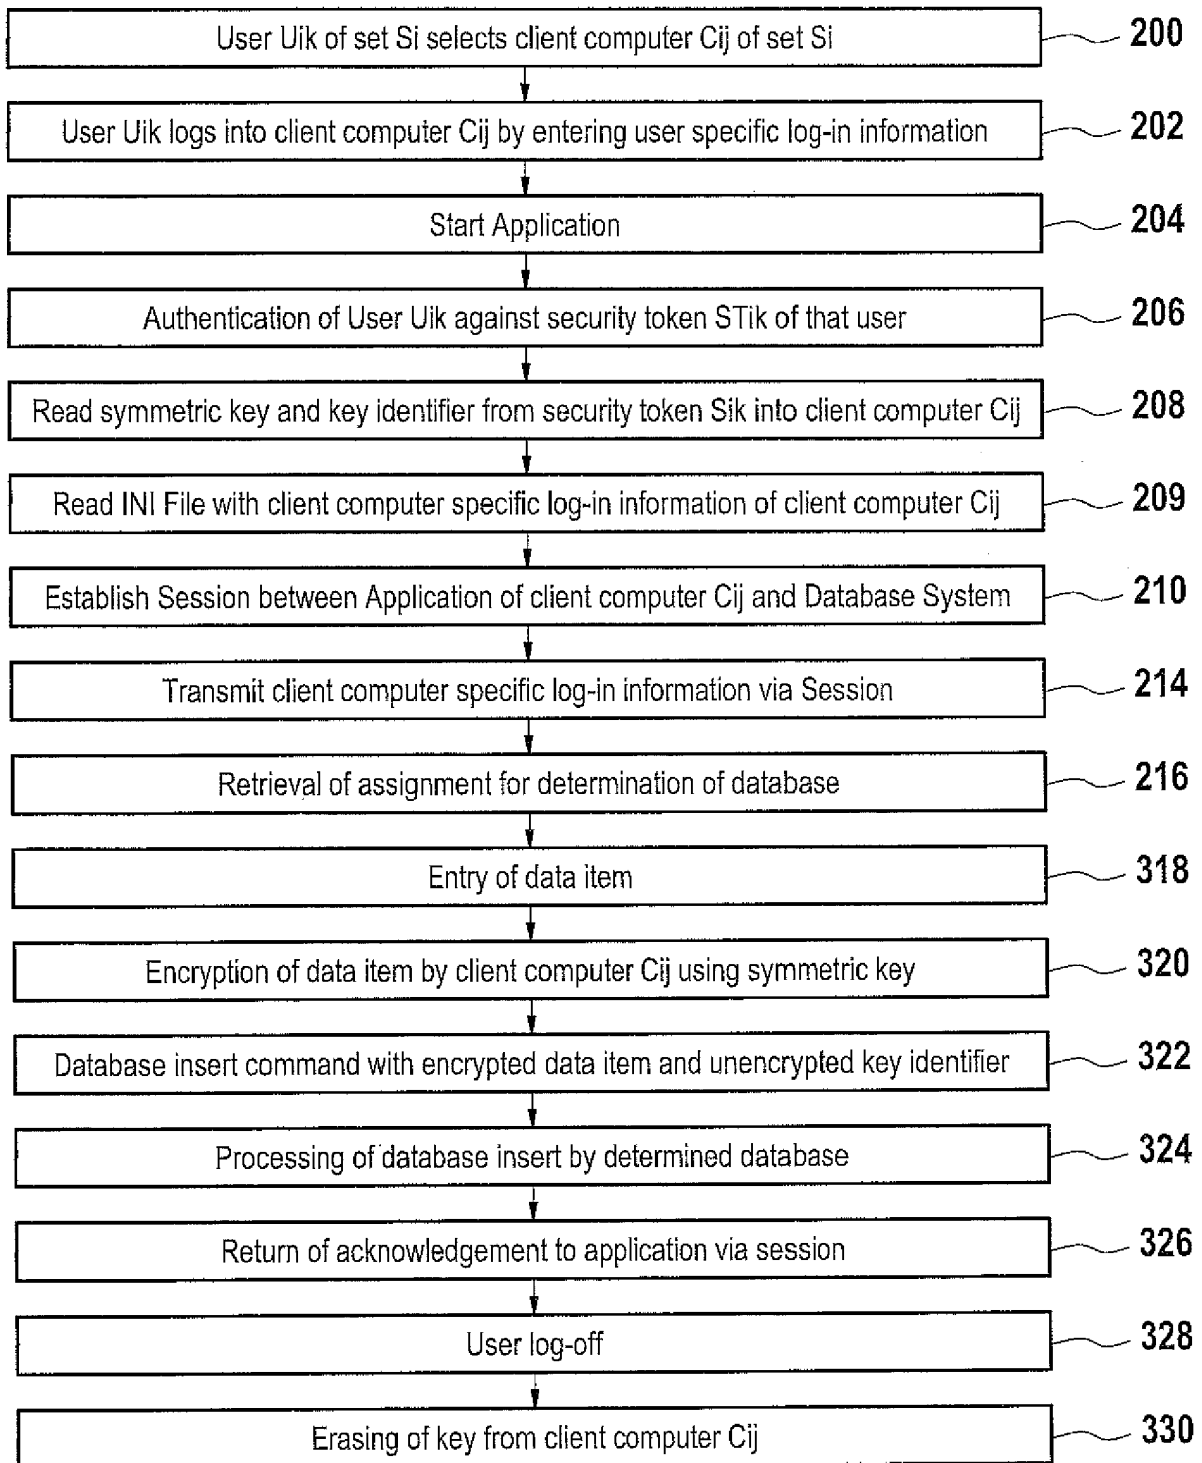 User Uik of set Si selects client computer Cij of set Si 200
User Uik logs into client computer Cij by entering user specific log-in information 202
Start Application 204
Authentication of User Uik against security token STik of that user 206
Read symmetric key and key identifier from security token Sik into client computer Cij 208
Read INI File with client computer specific log-in information of client computer Cij 209
Establish Session between Application of client computer Cij and Database System 210
Transmit client computer specific log-in information via Session 214
Retrieval of assignment for determination of database 216
Entry of data item 318
Encryption of data item by client computer Cij using symmetric key 320
Database insert command with encrypted data item and unencrypted key identifier 322
Processing of database insert by determined database 324
Return of acknowledgement to application via session 326
User log-off 328
Erasing of key from client computer Cij 330